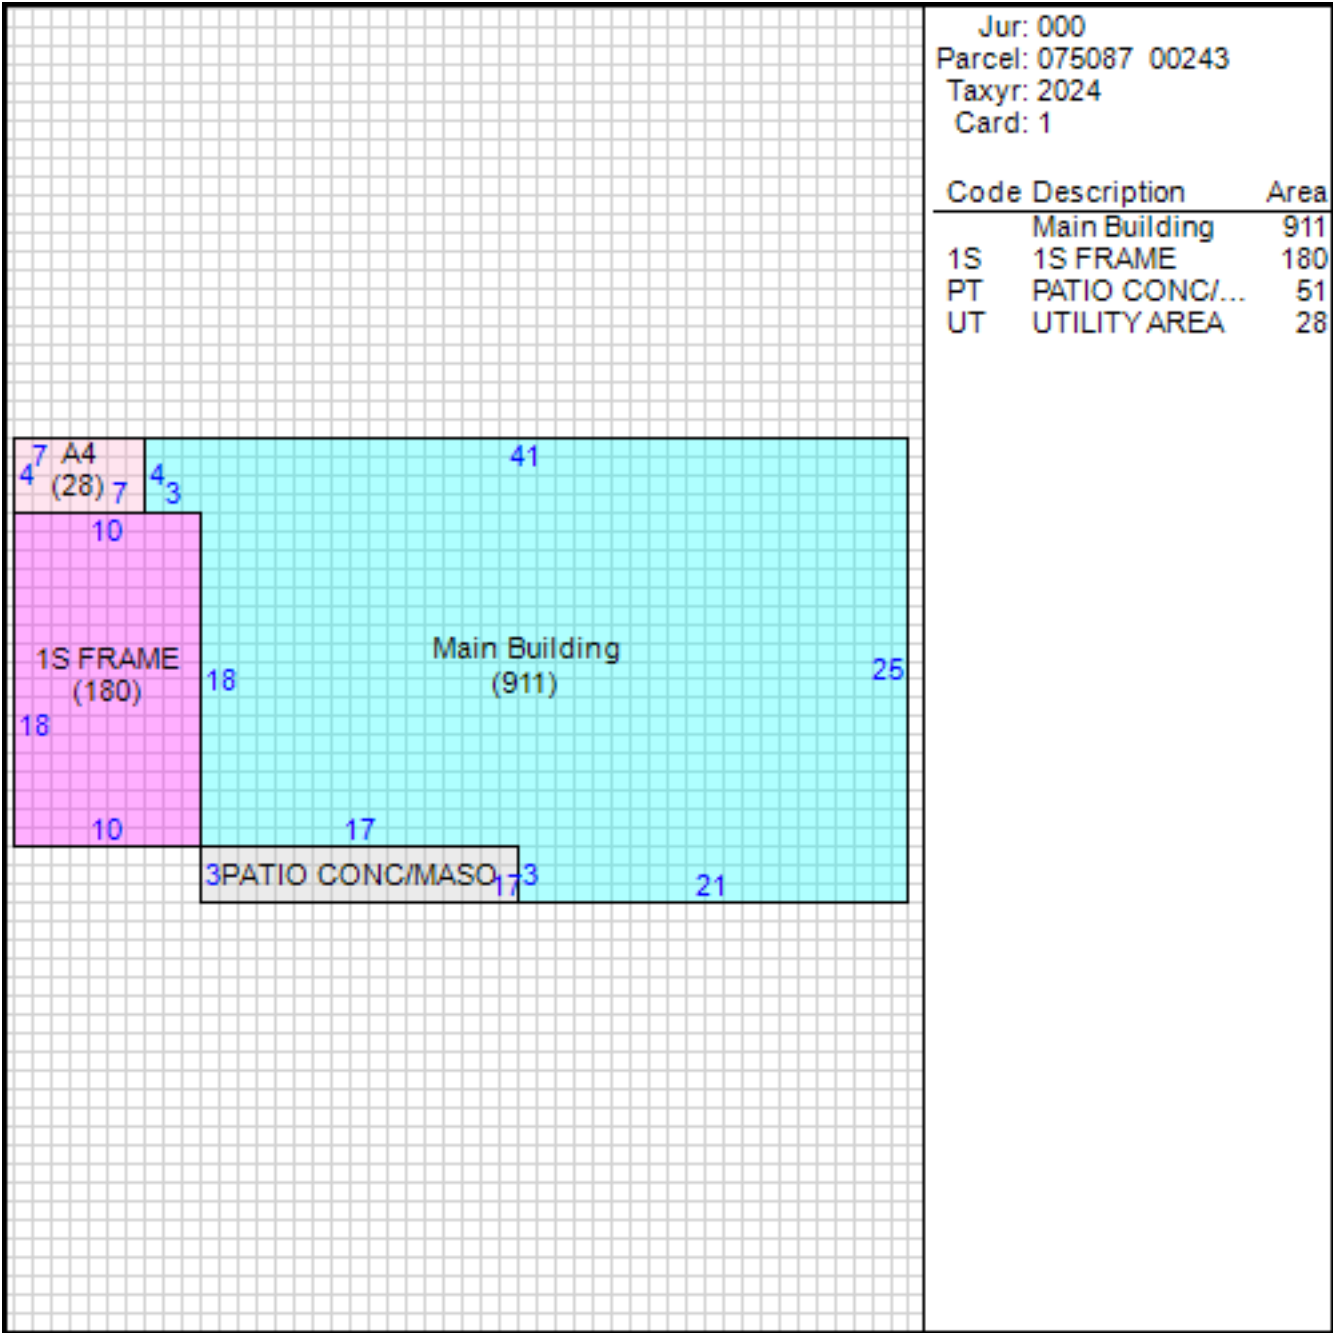 Jur: 000
Parcel: 075087 00243
Taxyr: 2024
Card: 1
Code Description Area
Main Building 911
1S 1S FRAME 180
PT PATIO CONC/... 51
UT UTILITY AREA 28
7 A4
4 (28) 7
4
3
41
10
1S FRAME
(180)
18
18
Main Building
(911)
25
10
17
3 PATIO CONC/MASO 17
3
21